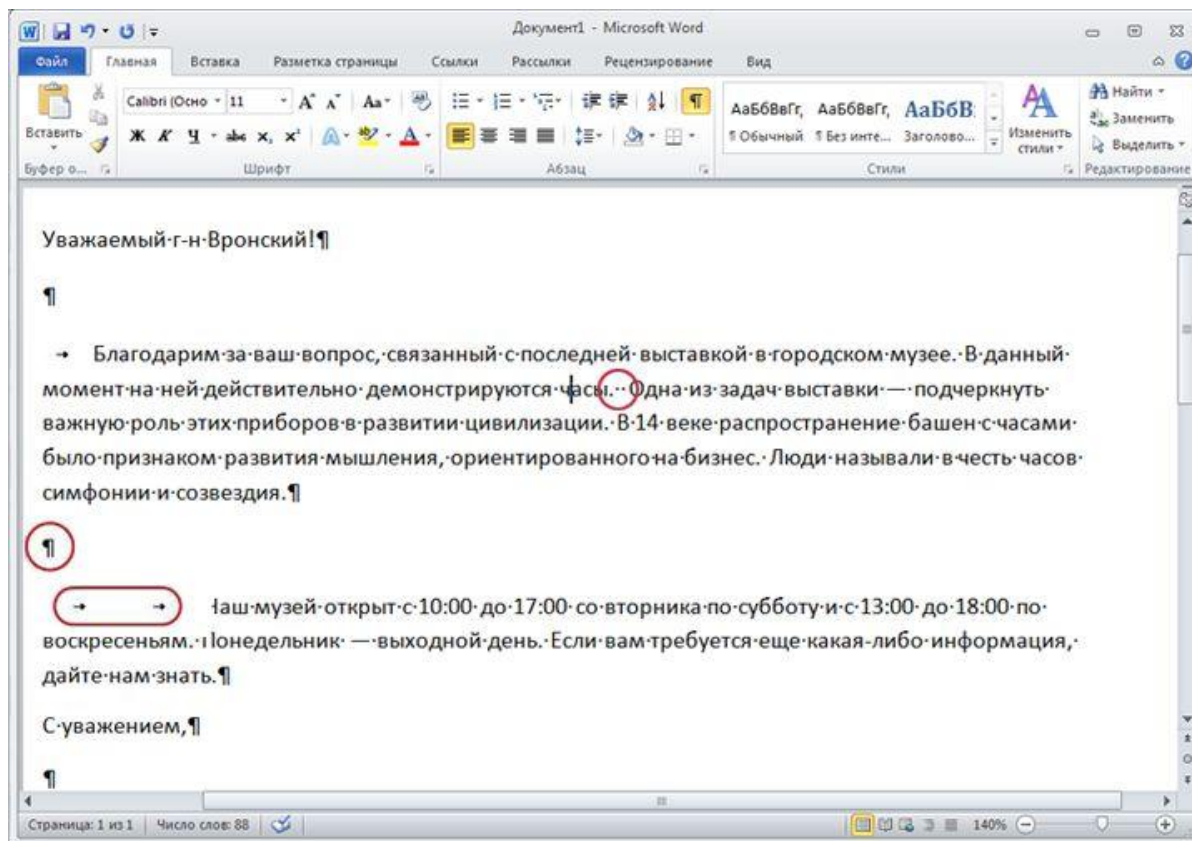 Документ1 - Microsoft Word
Файл Главная Вставка Разметка страницы Ссылки Рассылки Рецензирование Вид
Вставить
Calibri (Осно 11
Ж К Ч abc x, x²
АаБбВвГг, АаБбВвГг, АаБбВ
¶ Обычный ¶ Без инте... Заголово...
Изменить стили
Найти
Заменить
Выделить
Буфер о... Шрифт Абзац Стили Редактирование
Уважаемый·г-н·Вронский!¶
¶
→ Благодарим·за·ваш·вопрос,·связанный·с·последней·выставкой·в·городском·музее.·В·данный·
момент·на·ней·действительно·демонстрируются·часы.··Одна·из·задач·выставки·—·подчеркнуть·
важную·роль·этих·приборов·в·развитии·цивилизации.·В·14·веке·распространение·башен·с·часами·
было·признаком·развития·мышления,·ориентированного·на·бизнес.·Люди·называли·в·честь·часов·
симфонии·и·созвездия.¶
¶
→ → Наш·музей·открыт·с·10:00·до·17:00·со·вторника·по·субботу·и·с·13:00·до·18:00·по·
воскресеньям.·Понедельник·—·выходной·день.·Если·вам·требуется·еще·какая-либо·информация,·
дайте·нам·знать.¶
С·уважением,¶
¶
Страница: 1 из 1 Число слов: 88 140%